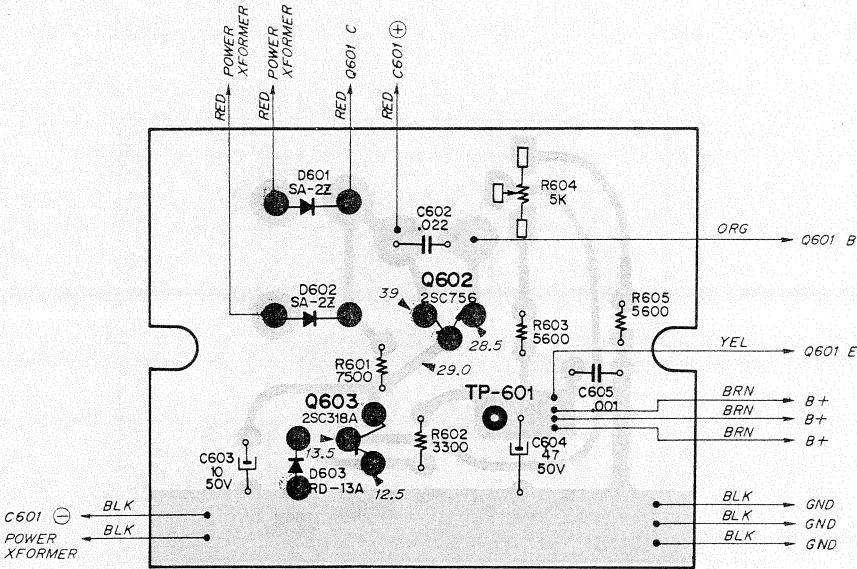 POWER
XFORMER
RED
POWER
XFORMER
RED
Q601 C
RED
C601 +
RED
D601
SA-2Z
C602
.022
R604
5K
ORG
Q601 B
D602
SA-2Z
39
Q602
2SC756
28.5
R603
5600
R605
5600
YEL
Q601 E
R601
7500
29.0
TP-601
C605
.001
BRN
B+
BRN
B+
BRN
B+
Q603
2SC318A
13.5
R602
3300
C604
47
50V
C603
10
50V
D603
RD-13A
12.5
C601 −
BLK
POWER
XFORMER
BLK
BLK
GND
BLK
GND
BLK
GND